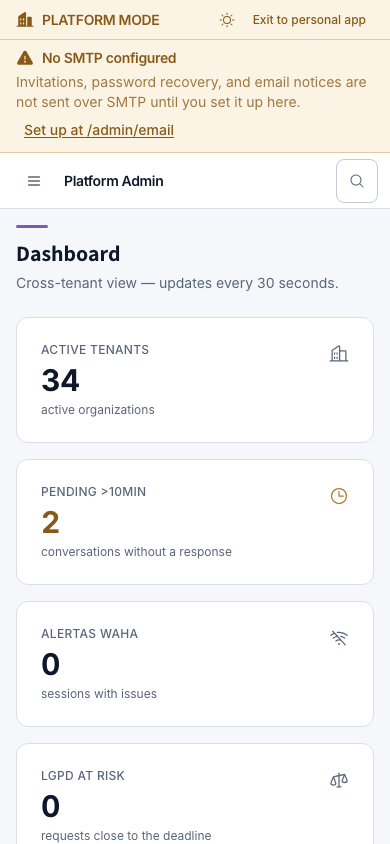 PLATFORM MODE
Exit to personal app
No SMTP configured
Invitations, password recovery, and email notices are
not sent over SMTP until you set it up here.
Set up at /admin/email
Platform Admin
Dashboard
Cross-tenant view — updates every 30 seconds.
ACTIVE TENANTS
34
active organizations
PENDING >10MIN
2
conversations without a response
ALERTAS WAHA
0
sessions with issues
LGPD AT RISK
0
requests close to the deadline